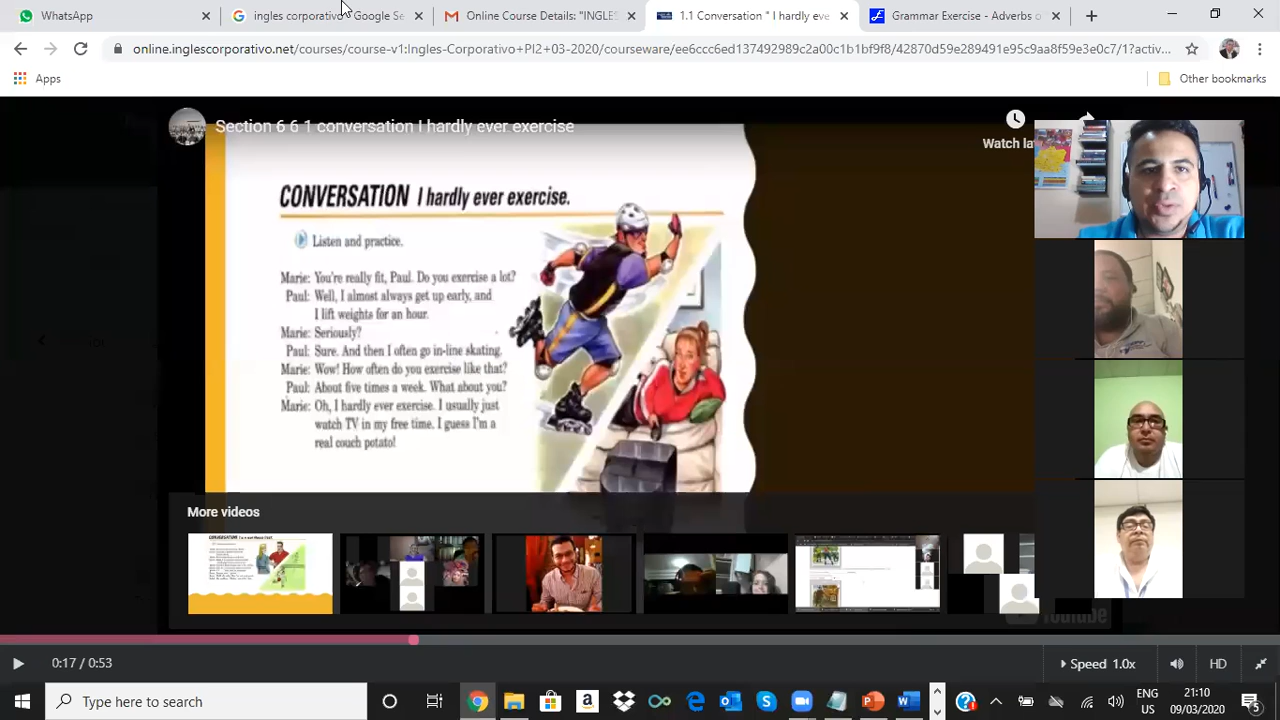 WhatsApp
ingles corporativo - Google S
Online Course Details: "INGLES
1.1 Conversation " I hardly eve
Grammar Exercise - Adverbs o
online.inglescorporativo.net/courses/course-v1:Ingles-Corporativo+PI2+03-2020/courseware/ee6ccc6ed137492989c2a00c1b1bf9f8/42870d59e289491e95c9aa8f59e3e0c7/1?activ...
Apps
Other bookmarks
Section 6 6 1 conversation I hardly ever exercise
Watch la
CONVERSATION I hardly ever exercise.
Listen and practice.
Marie: You're really fit, Paul. Do you exercise a lot?
Paul: Well, I almost always get up early, and
I lift weights for an hour.
Marie: Seriously?
Paul: Sure. And then I often go in-line skating.
Marie: Wow! How often do you exercise like that?
Paul: About five times a week. What about you?
Marie: Oh, I hardly ever exercise. I usually just
watch TV in my free time. I guess I'm a
real couch potato!
More videos
YouTube
0:17 / 0:53
Speed 1.0x
HD
Type here to search
ENG
US
21:10
09/03/2020
5